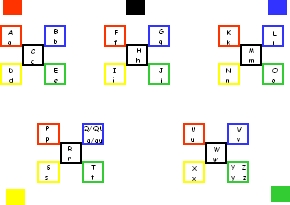 A B
a b
C
c
D E
d e
F G
f g
H
h
I J
i j
K L
k l
M
m
N O
n o
P Q/QU
p q/qu
R
r
S T
s t
U V
u v
W
w
X Y Z
x y z